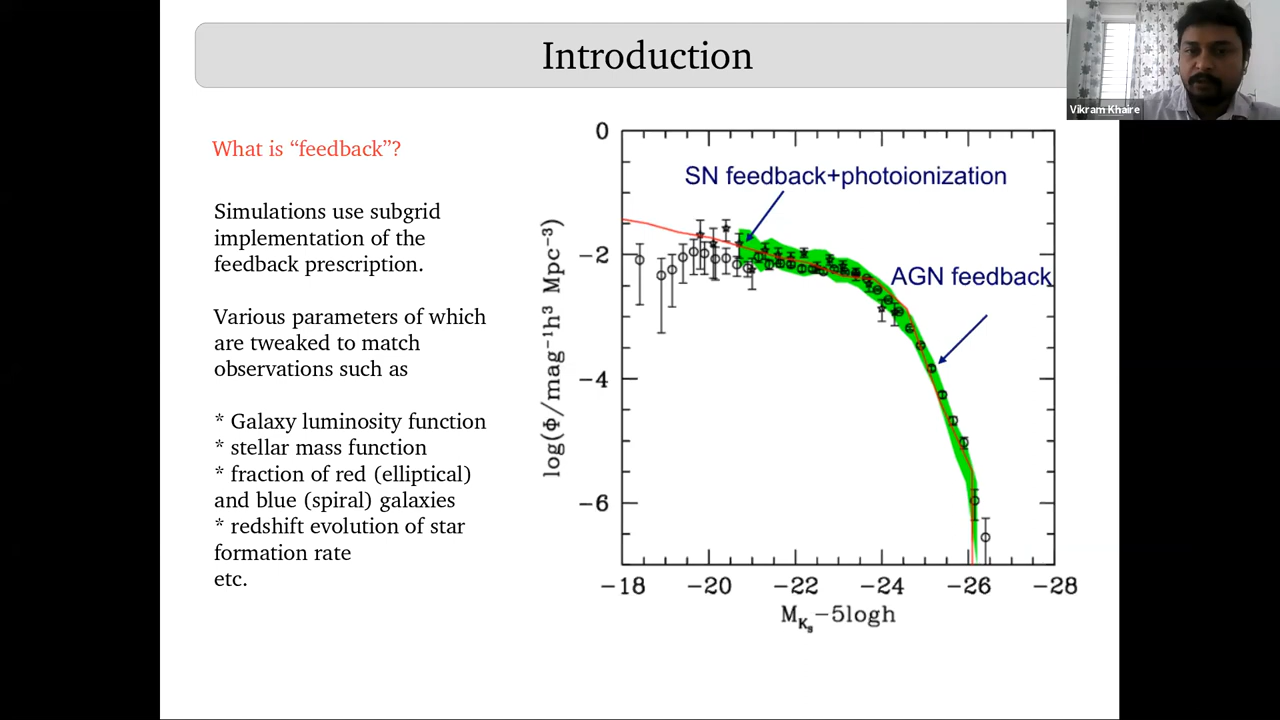 Introduction
Vikram Khaire
What is “feedback”?
Simulations use subgrid
implementation of the
feedback prescription.
Various parameters of which
are tweaked to match
observations such as
* Galaxy luminosity function
* stellar mass function
* fraction of red (elliptical)
and blue (spiral) galaxies
* redshift evolution of star
formation rate
etc.
SN feedback+photoionization
AGN feedback
log(Φ/mag⁻¹h³ Mpc⁻³)
0
−2
−4
−6
−18 −20 −22 −24 −26 −28
M_{K_s}−5logh